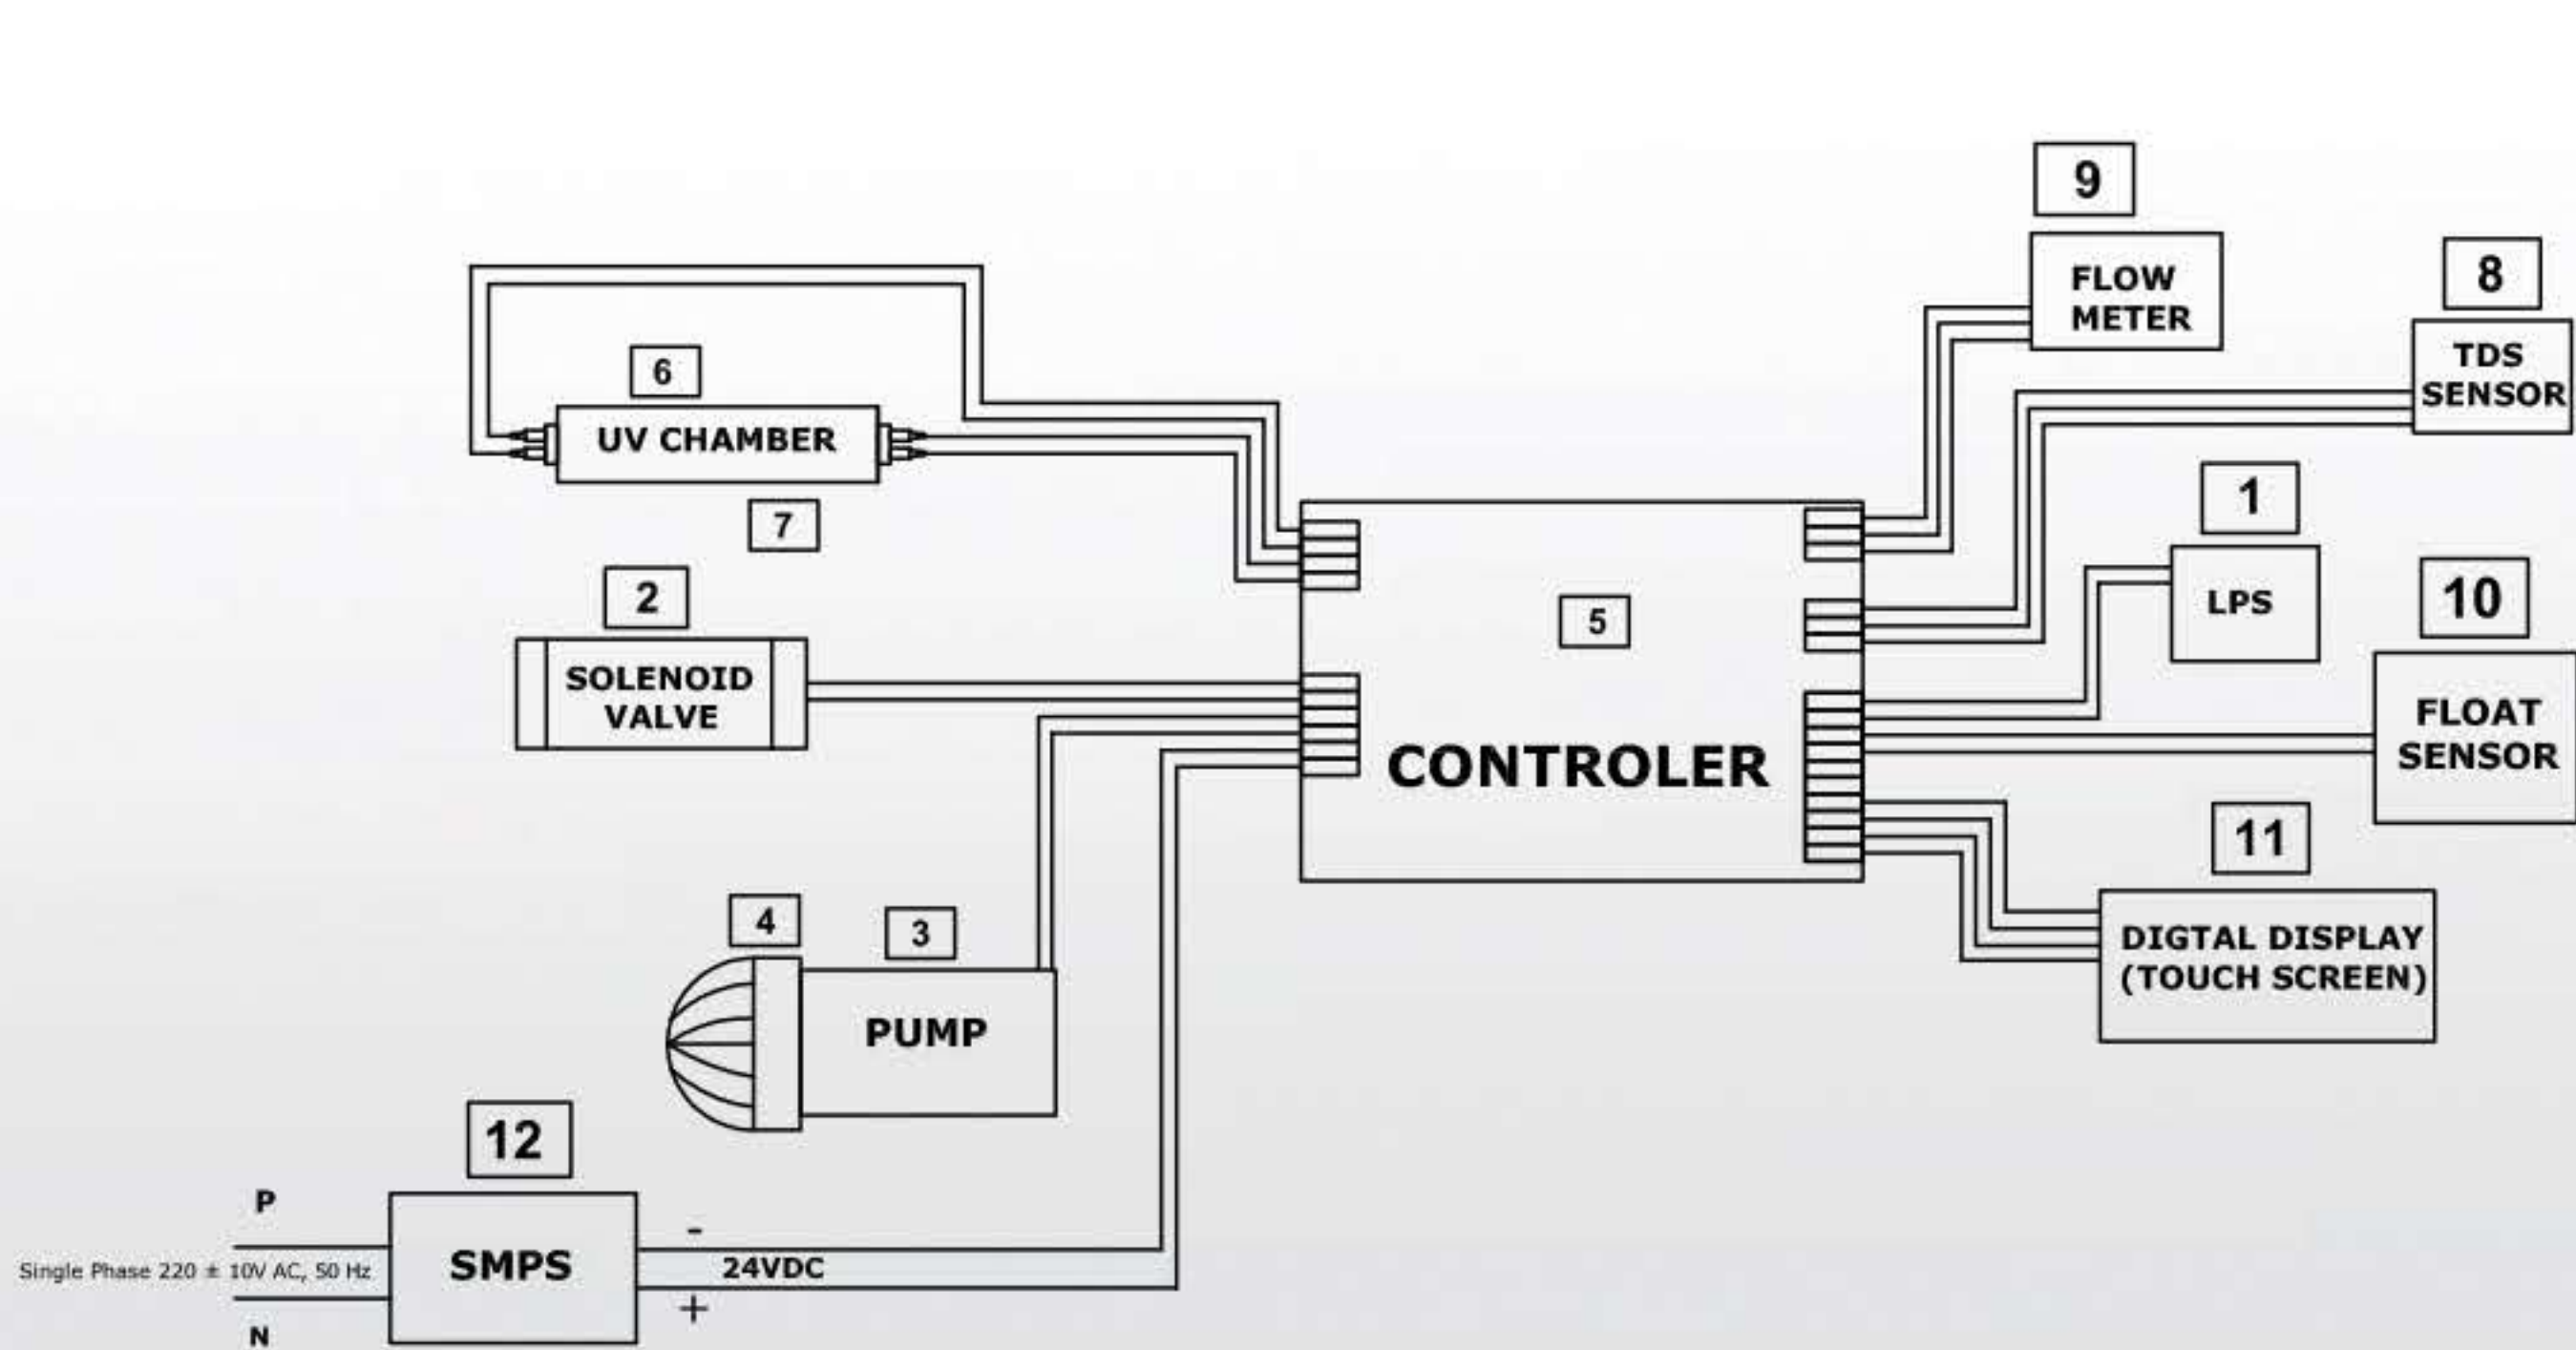 9
FLOW
METER
8
TDS
SENSOR
6
UV CHAMBER
7
1
LPS
2
SOLENOID
VALVE
5
CONTROLER
10
FLOAT
SENSOR
11
DIGTAL DISPLAY
(TOUCH SCREEN)
4
3
PUMP
12
P
SMPS
-
24VDC
+
Single Phase 220 ± 10V AC, 50 Hz
N